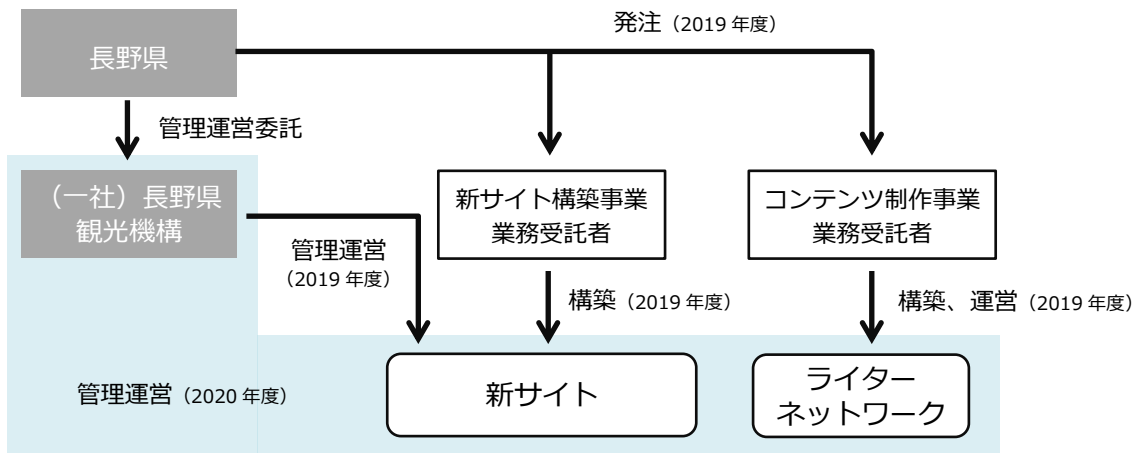 発注（2019 年度）
長野県
管理運営委託
（一社）長野県
観光機構
新サイト構築事業
業務受託者
コンテンツ制作事業
業務受託者
管理運営
（2019 年度）
構築（2019 年度）
構築、運営（2019 年度）
管理運営（2020 年度）
新サイト
ライター
ネットワーク